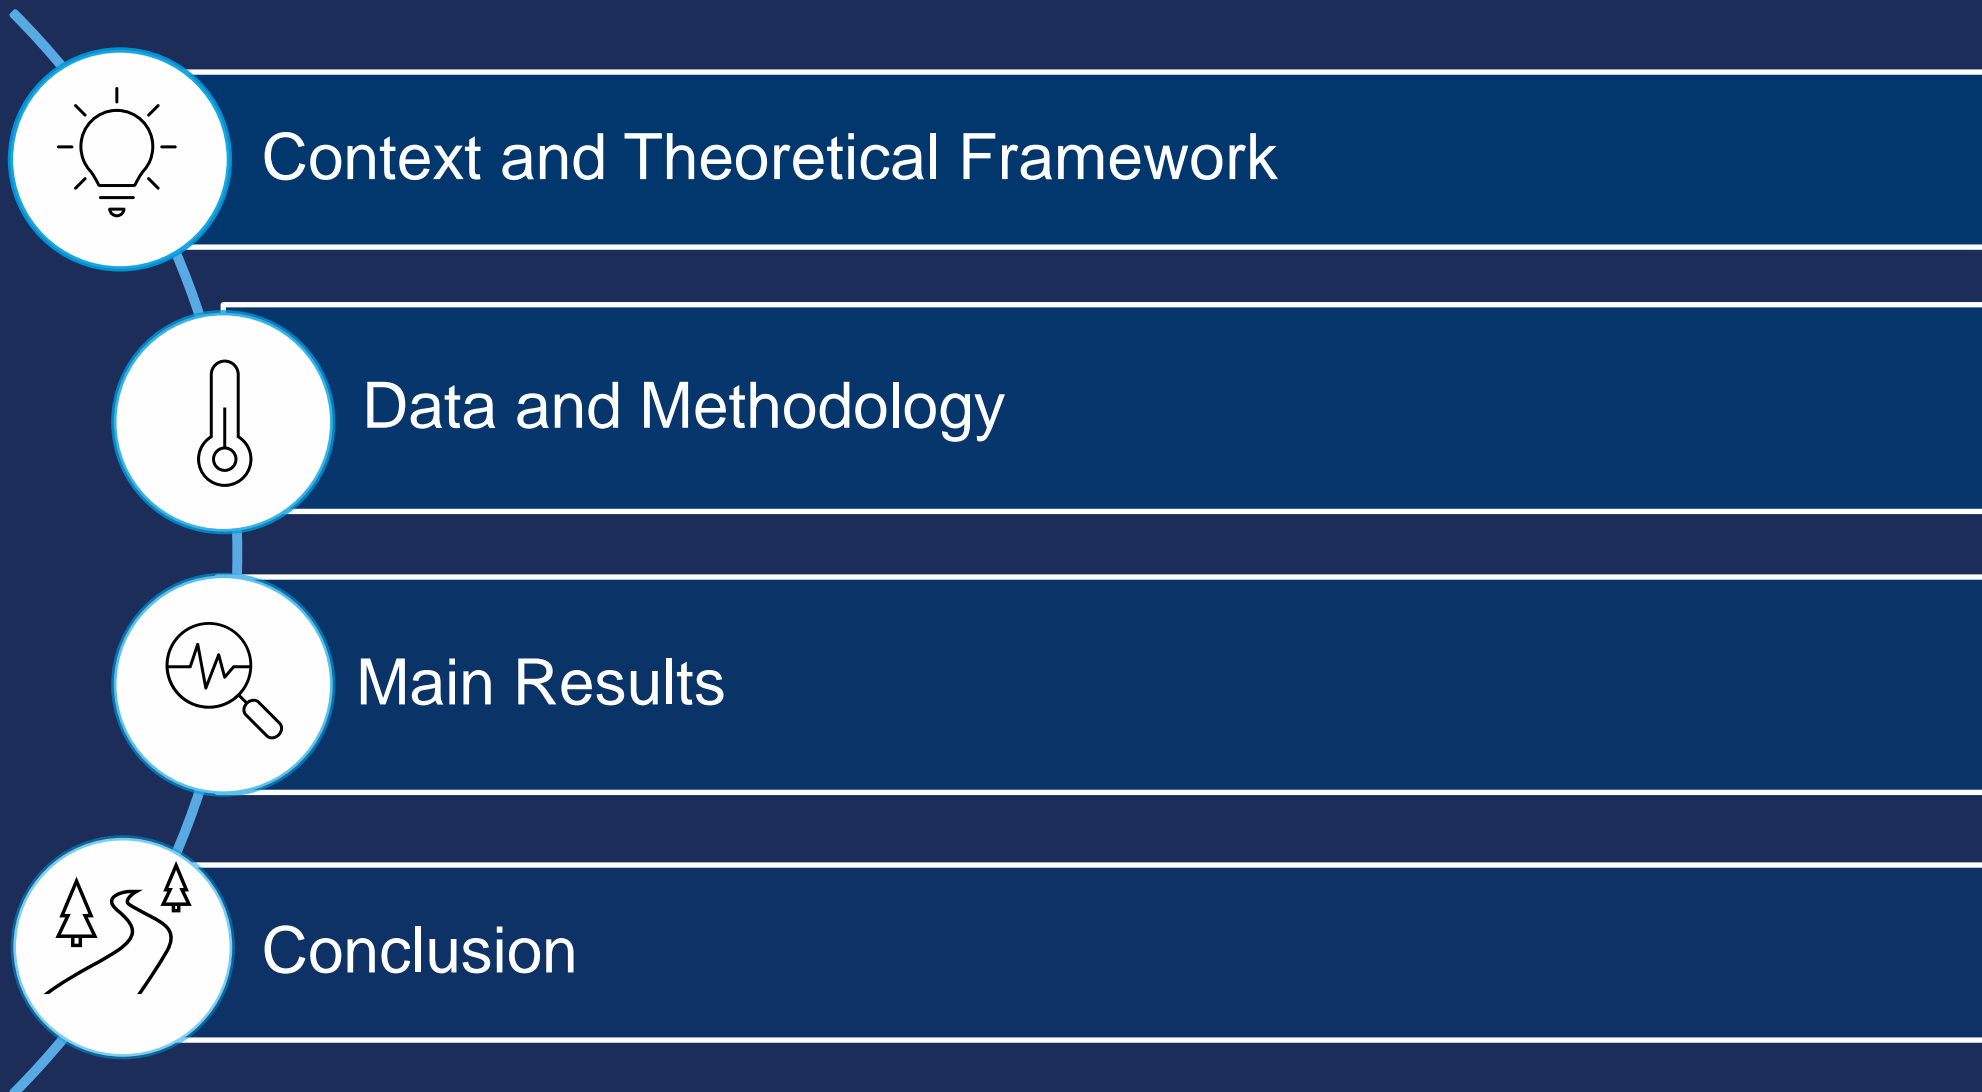 Context and Theoretical Framework
Data and Methodology
Main Results
Conclusion